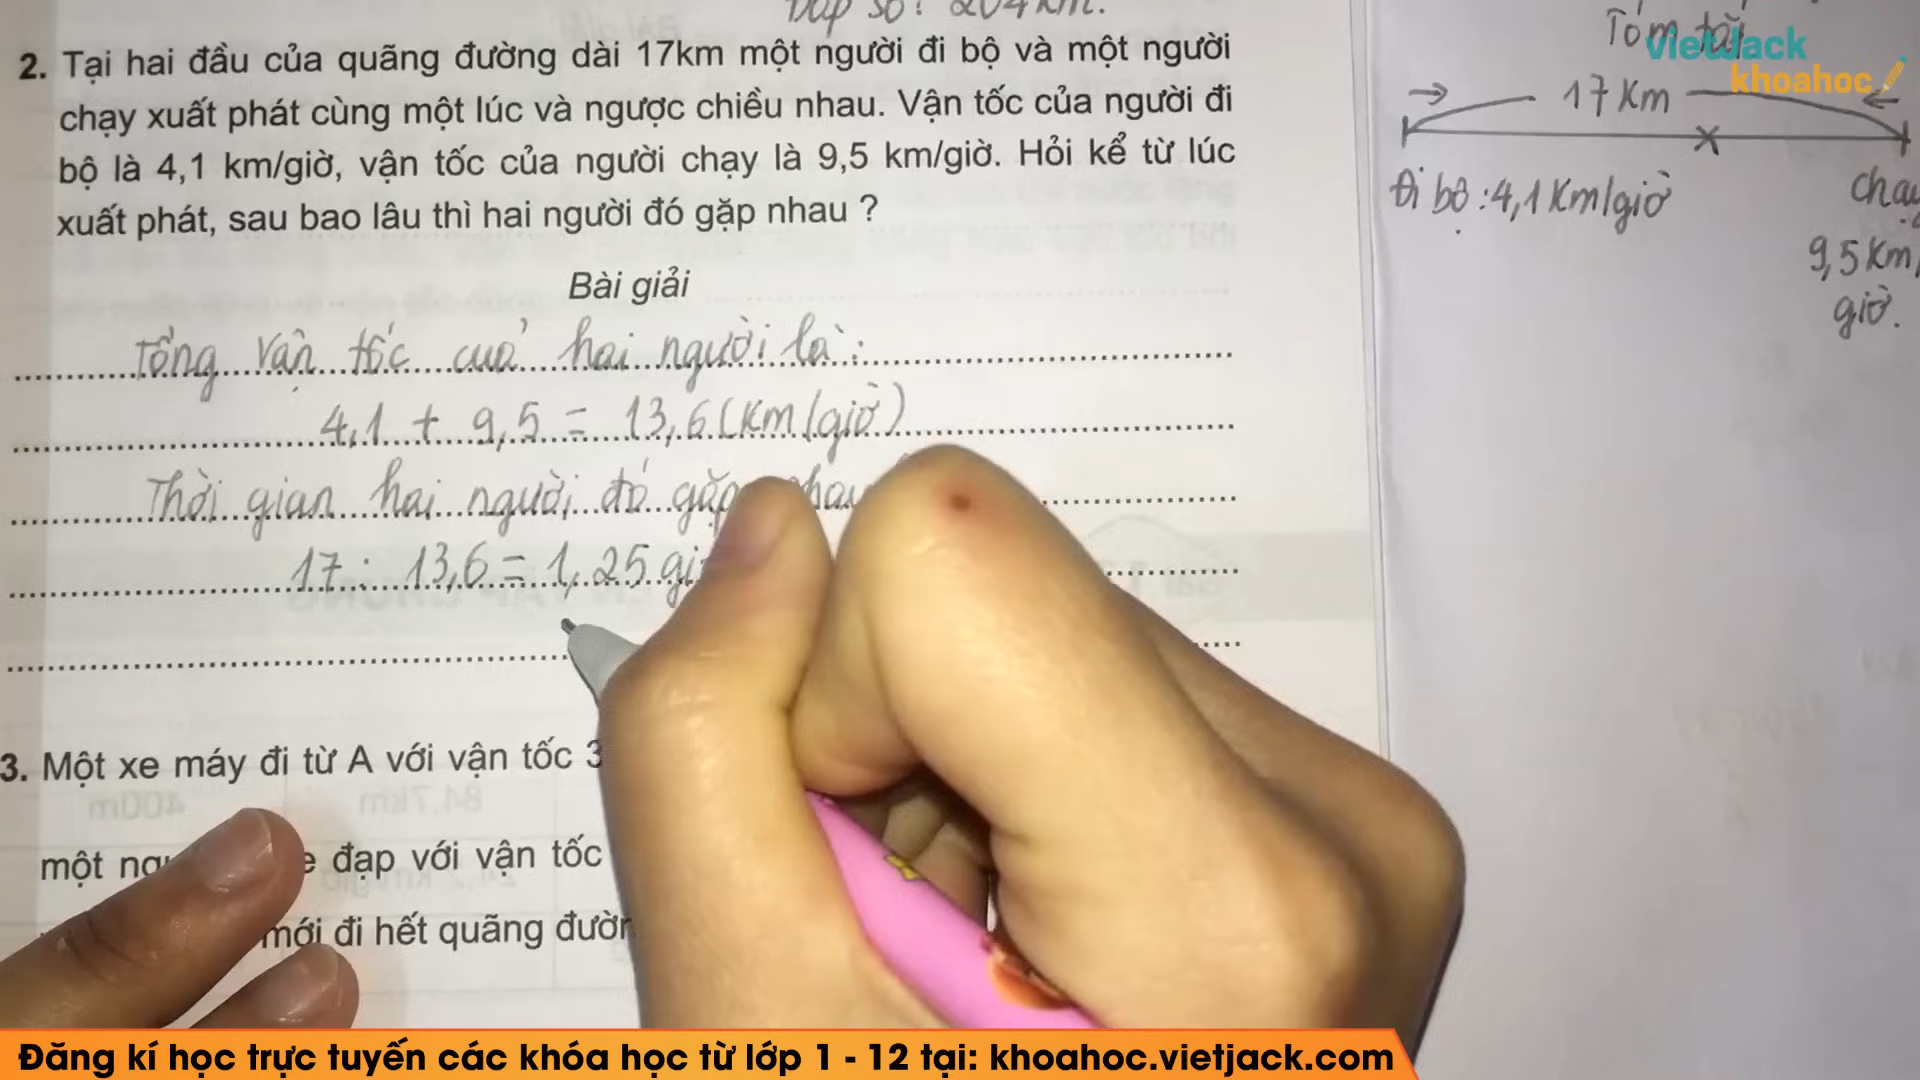 Đáp số: 204 km.
2. Tại hai đầu của quãng đường dài 17km một người đi bộ và một người
chạy xuất phát cùng một lúc và ngược chiều nhau. Vận tốc của người đi
bộ là 4,1 km/giờ, vận tốc của người chạy là 9,5 km/giờ. Hỏi kể từ lúc
xuất phát, sau bao lâu thì hai người đó gặp nhau ?
Bài giải
Tổng vận tốc của hai người là:
4,1 + 9,5 = 13,6 (km/giờ)
Thời gian hai người đó gặp
17 : 13,6 = 1,25
3. Một xe máy đi từ A với vận tốc 3
một
đạp với vận tốc
mới đi hết quãng
Tóm tắt
vietjack
khoahoc
17 Km
Đi bộ: 4,1 Km/giờ
chạy
9,5 Km/
giờ.
Đăng kí học trực tuyến các khóa học từ lớp 1 - 12 tại: khoahoc.vietjack.com